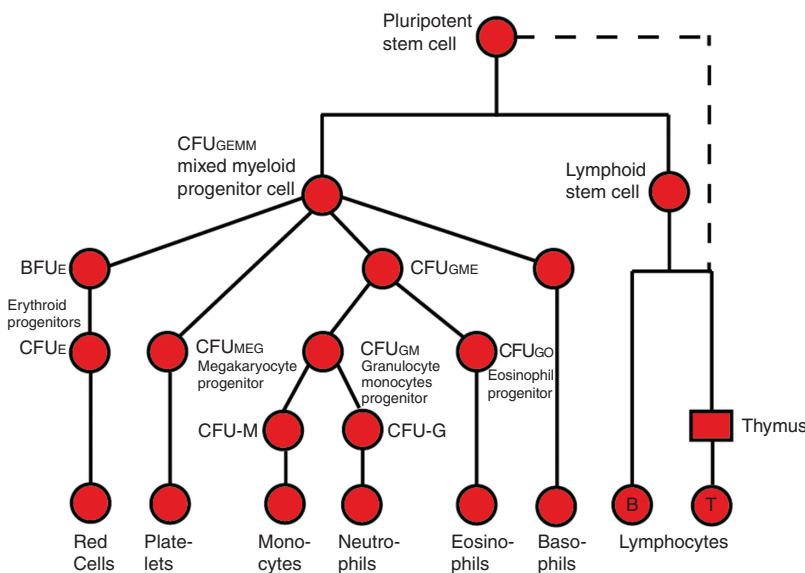 Pluripotent
stem cell
CFUGEMM
mixed myeloid
progenitor cell
Lymphoid
stem cell
BFUE
CFUGME
Erythroid
progenitors
CFUE
CFUMEG
Megakaryocyte
progenitor
CFUGM
Granulocyte
monocytes
progenitor
CFUGO
Eosinophil
progenitor
CFU-M
CFU-G
Thymus
B
T
Red
Cells
Plate-
lets
Mono-
cytes
Neutro-
phils
Eosino-
phils
Baso-
phils
Lymphocytes